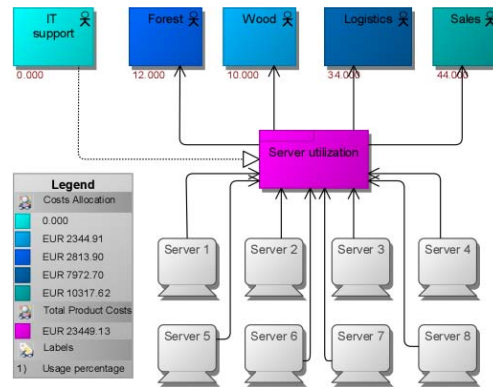 IT
support
Forest
Wood
Logistics
Sales
0.000
12.000
10.000
34.000
44.000
Server utilization
Legend
Costs Allocation
0.000
EUR 2344.91
EUR 2813.90
EUR 7972.70
EUR 10317.62
Total Product Costs
EUR 23449.13
Labels
1) Usage percentage
Server 1
Server 2
Server 3
Server 4
Server 5
Server 6
Server 7
Server 8